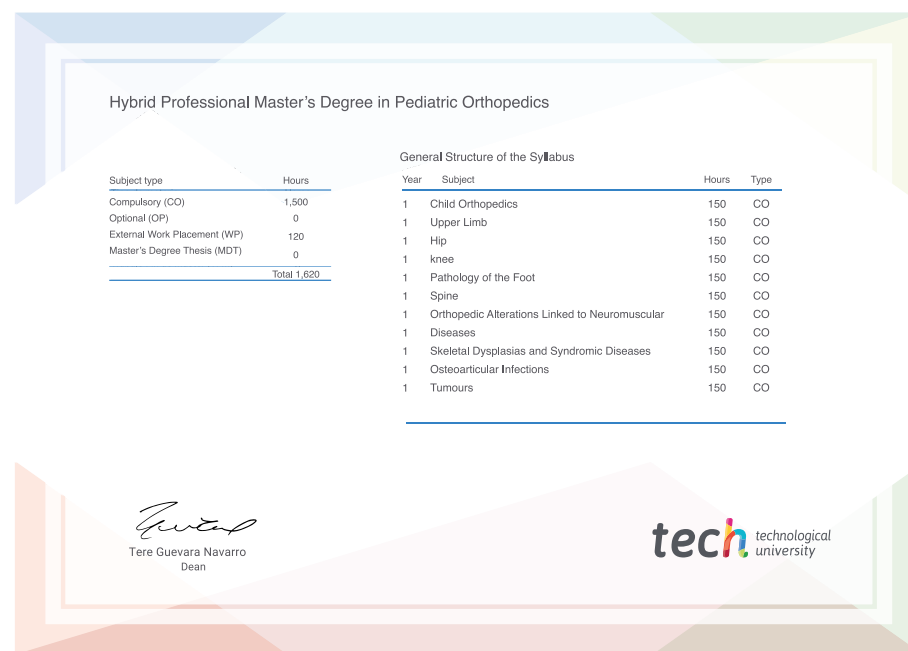 Hybrid Professional Master's Degree in Pediatric Orthopedics
Subject type Hours
Compulsory (CO) 1,500
Optional (OP) 0
External Work Placement (WP) 120
Master's Degree Thesis (MDT) 0
Total 1,620
General Structure of the Syllabus
Year Subject Hours Type
1 Child Orthopedics 150 CO
1 Upper Limb 150 CO
1 Hip 150 CO
1 knee 150 CO
1 Pathology of the Foot 150 CO
1 Spine 150 CO
1 Orthopedic Alterations Linked to Neuromuscular 150 CO
1 Diseases 150 CO
1 Skeletal Dysplasias and Syndromic Diseases 150 CO
1 Osteoarticular Infections 150 CO
1 Tumours 150 CO
Tere Guevara Navarro
Dean
tech technological
university